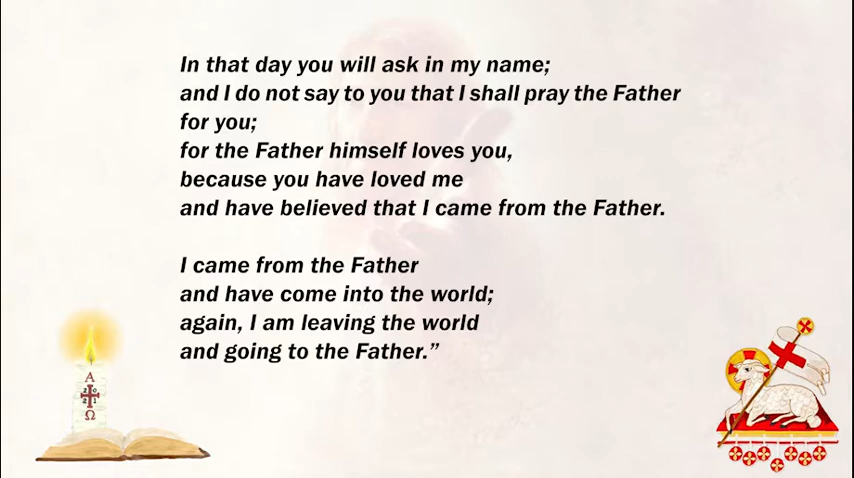 In that day you will ask in my name;
and I do not say to you that I shall pray the Father
for you;
for the Father himself loves you,
because you have loved me
and have believed that I came from the Father.
I came from the Father
and have come into the world;
again, I am leaving the world
and going to the Father.”
Α
20
21
Ω